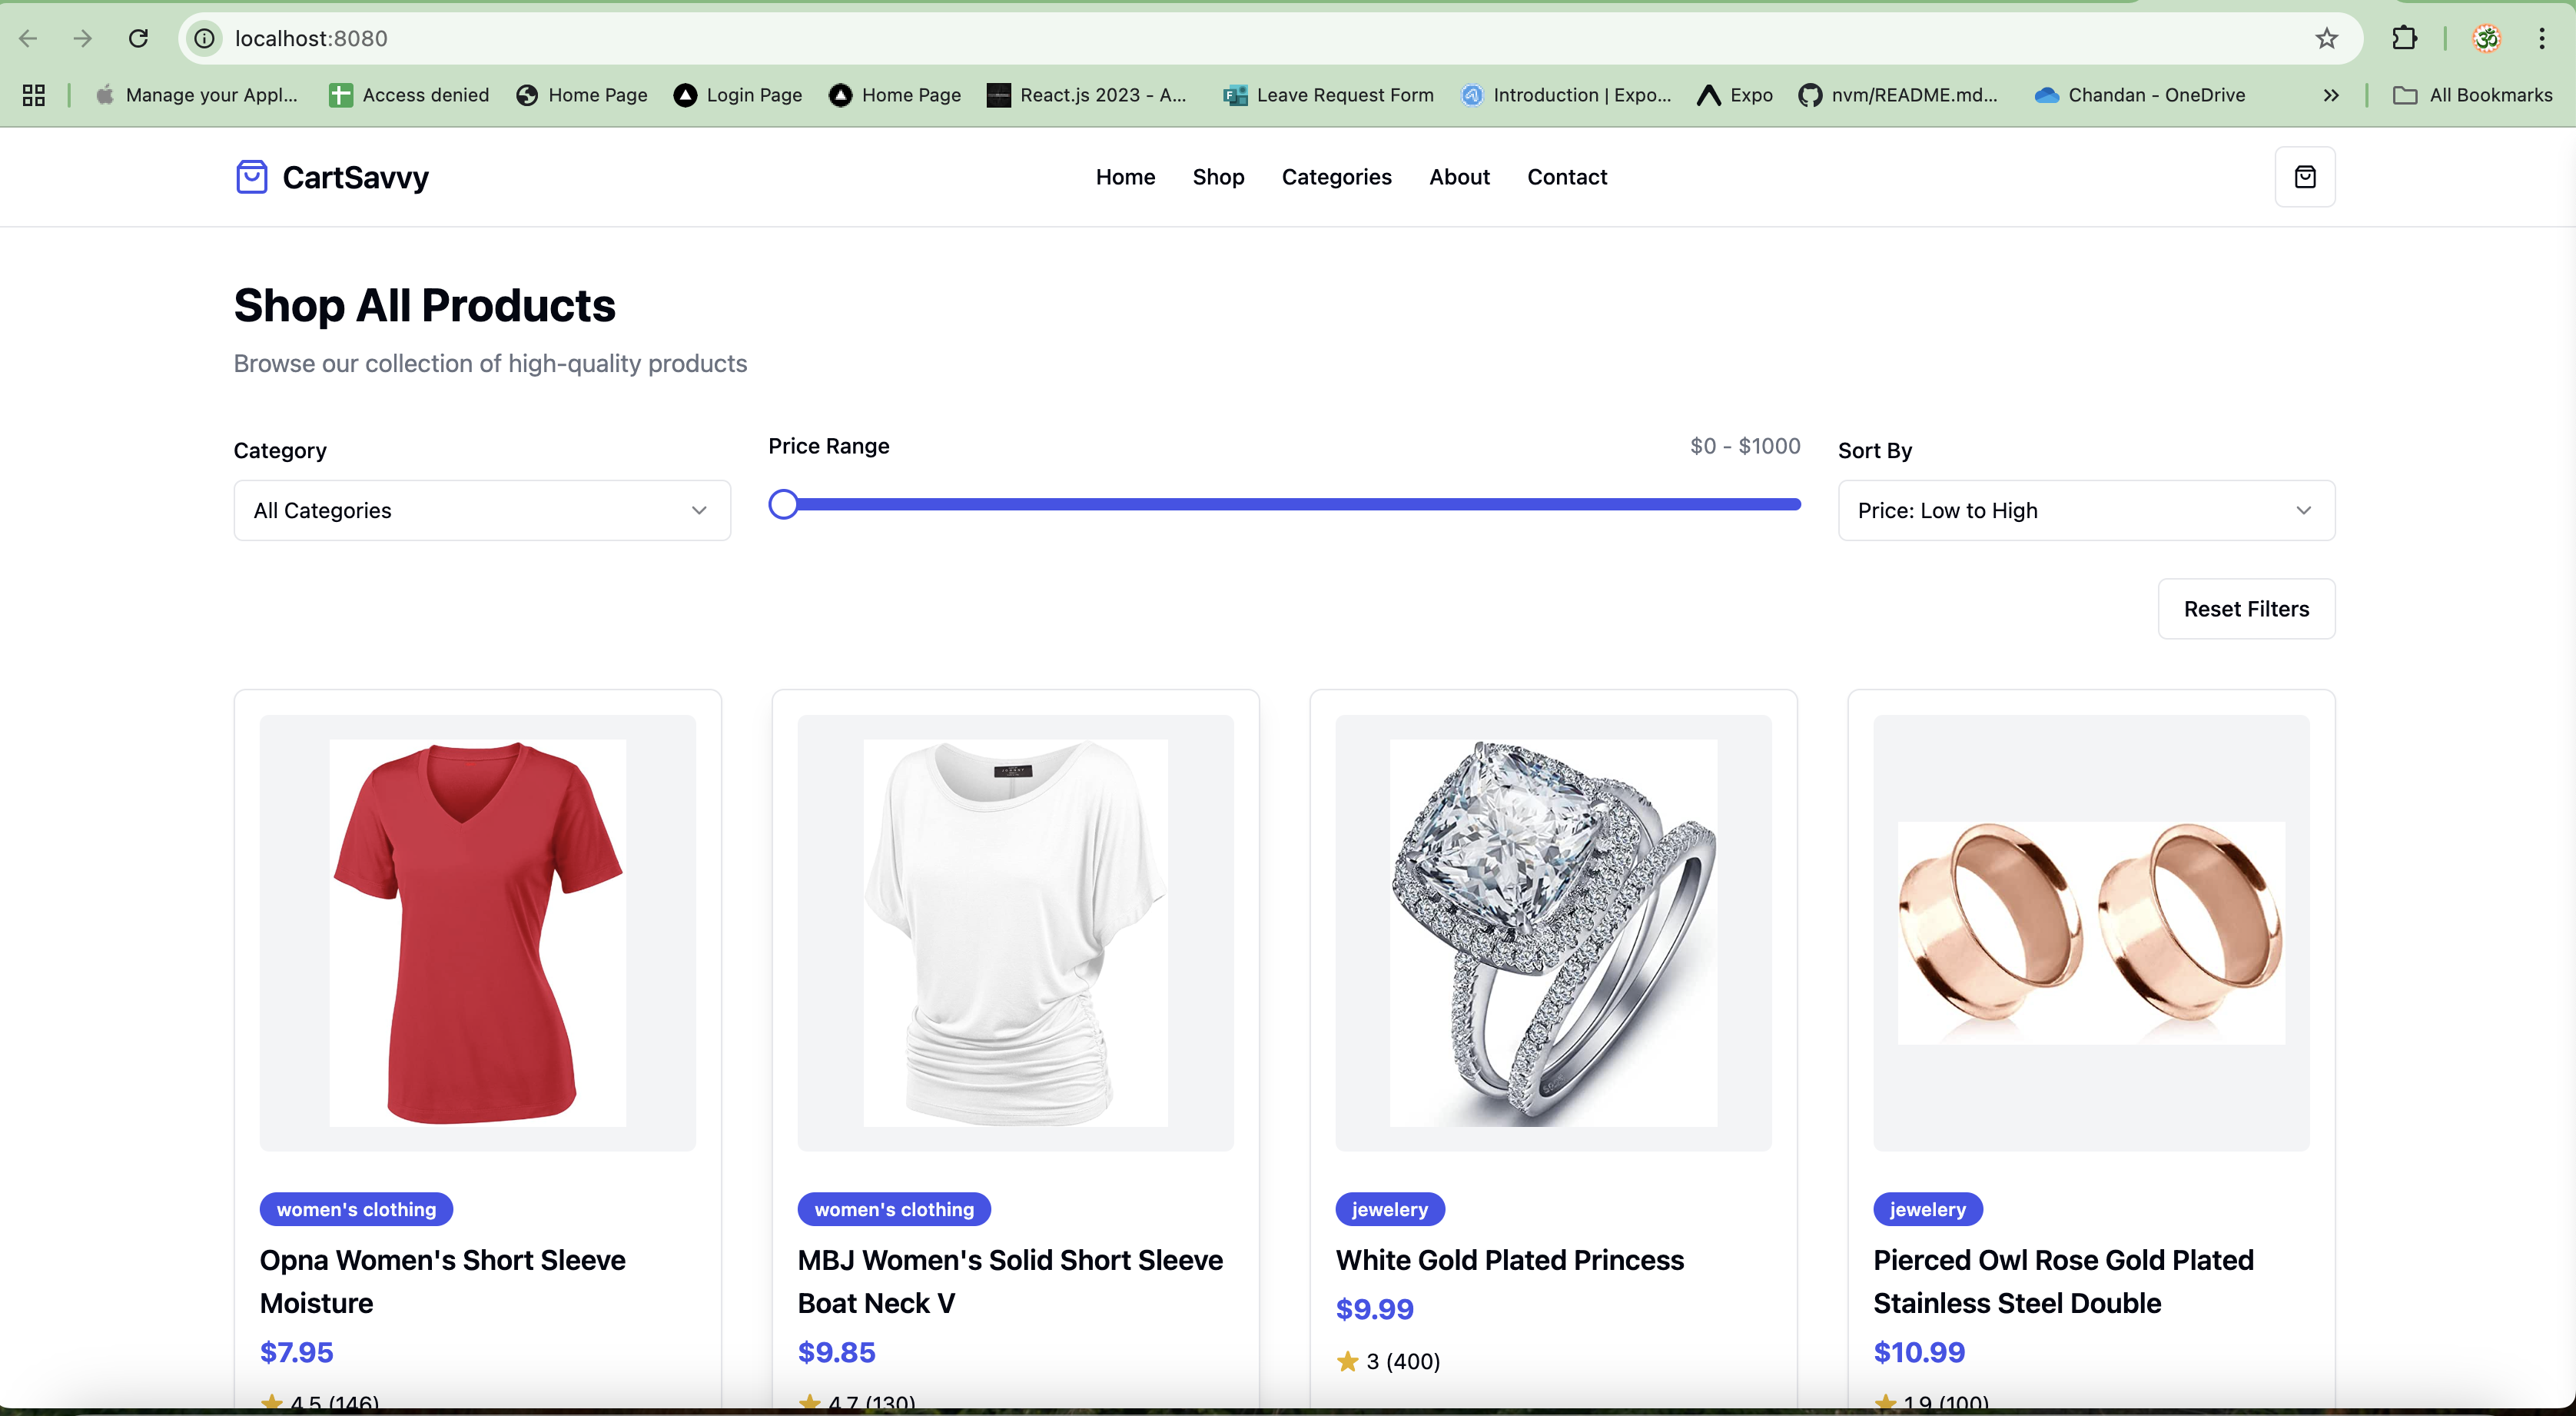 localhost:8080
Manage your Appl... Access denied Home Page Login Page Home Page React.js 2023 - A... Leave Request Form Introduction | Expo... Expo nvm/README.md... Chandan - OneDrive All Bookmarks
CartSavvy Home Shop Categories About Contact
Shop All Products
Browse our collection of high-quality products
Category Price Range $0 - $1000 Sort By
All Categories Price: Low to High
Reset Filters
women's clothing
Opna Women's Short Sleeve
Moisture
$7.95
4.5 (146)
women's clothing
MBJ Women's Solid Short Sleeve
Boat Neck V
$9.85
4.7 (130)
jewelery
White Gold Plated Princess
$9.99
3 (400)
jewelery
Pierced Owl Rose Gold Plated
Stainless Steel Double
$10.99
1.9 (100)